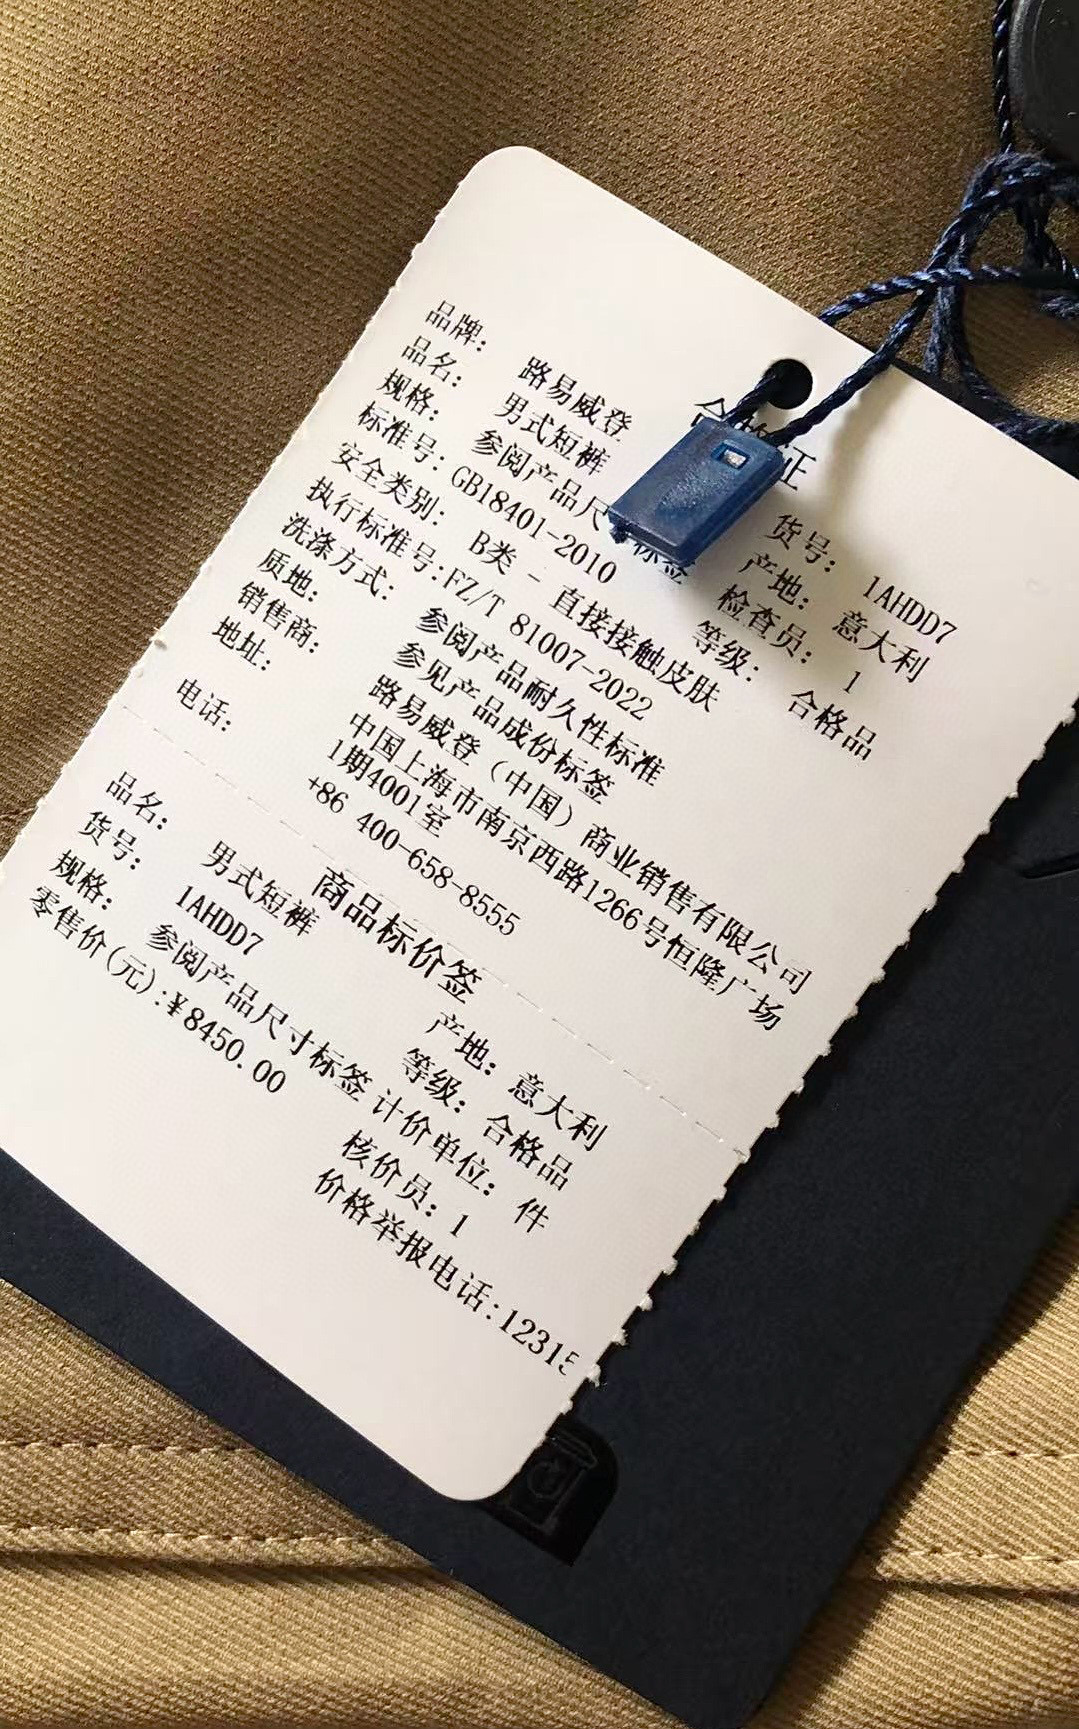 合格证
品牌： 路易威登 货号： 1AHDD7
品名： 男式短裤 产地： 意大利
规格： 参阅产品尺 标签 检查员： 1
标准号：GB18401-2010 等级： 合格品
安全类别： B类 - 直接接触皮肤
执行标准号：FZ/T 81007-2022
洗涤方式： 参阅产品耐久性标准
质地： 参见产品成份标签
销售商： 路易威登（中国）商业销售有限公司
地址： 中国上海市南京西路1266号恒隆广场
1期4001室
电话： +86 400-658-8555
商品标价签
品名： 男式短裤 产地： 意大利
货号： 1AHDD7 等级： 合格品
规格： 参阅产品尺寸标签 计价单位： 件
零售价(元)：¥8450.00 核价员： 1
价格举报电话：12315